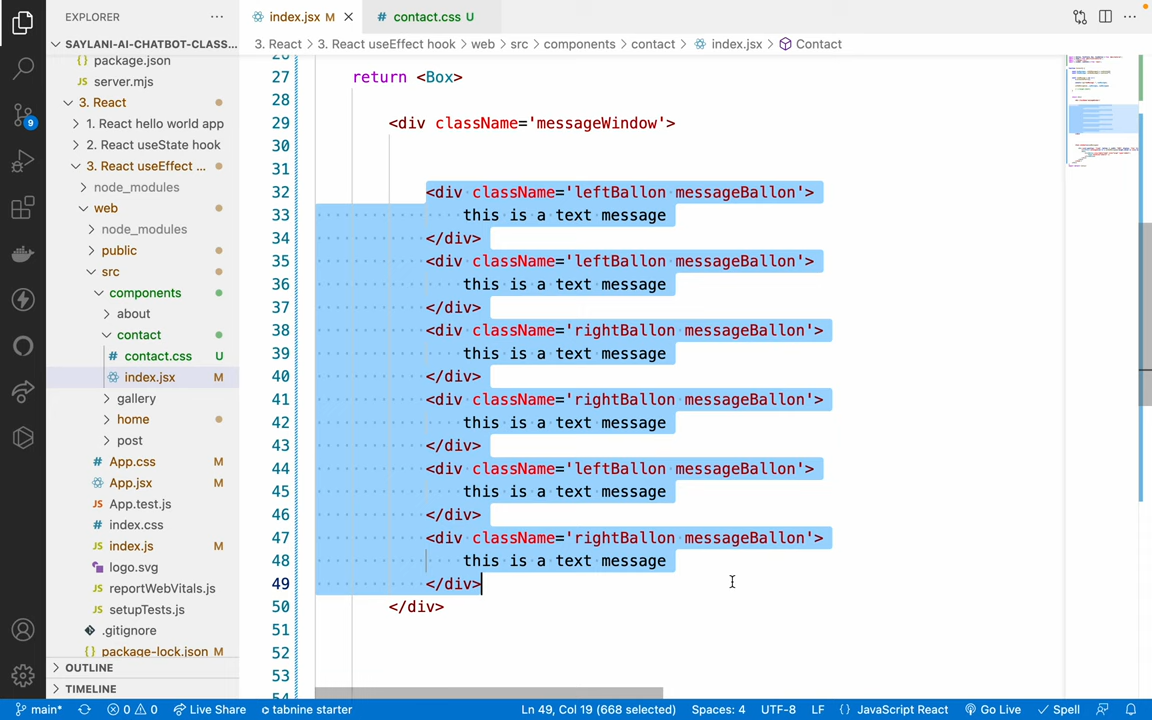 EXPLORER
SAYLANI-AI-CHATBOT-CLASS...
{} package.json
JS server.mjs
3. React
1. React hello world app
2. React useState hook
3. React useEffect ...
node_modules
web
node_modules
public
src
components
about
contact
# contact.css U
index.jsx M
gallery
home
post
# App.css M
App.jsx M
JS App.test.js
# index.css
JS index.js M
logo.svg
JS reportWebVitals.js
JS setupTests.js
.gitignore
{} package-lock.json M
OUTLINE
TIMELINE
9
index.jsx M
# contact.css U
3. React > 3. React useEffect hook > web > src > components > contact > index.jsx > Contact
27 return <Box>
28
29 <div className='messageWindow'>
30
31
32 <div className='leftBallon messageBallon'>
33 this is a text message
34 </div>
35 <div className='leftBallon messageBallon'>
36 this is a text message
37 </div>
38 <div className='rightBallon messageBallon'>
39 this is a text message
40 </div>
41 <div className='rightBallon messageBallon'>
42 this is a text message
43 </div>
44 <div className='leftBallon messageBallon'>
45 this is a text message
46 </div>
47 <div className='rightBallon messageBallon'>
48 this is a text message
49 </div>
50 </div>
51
52
53
main* 0 0 Live Share tabnine starter Ln 49, Col 19 (668 selected) Spaces: 4 UTF-8 LF {} JavaScript React Go Live Spell